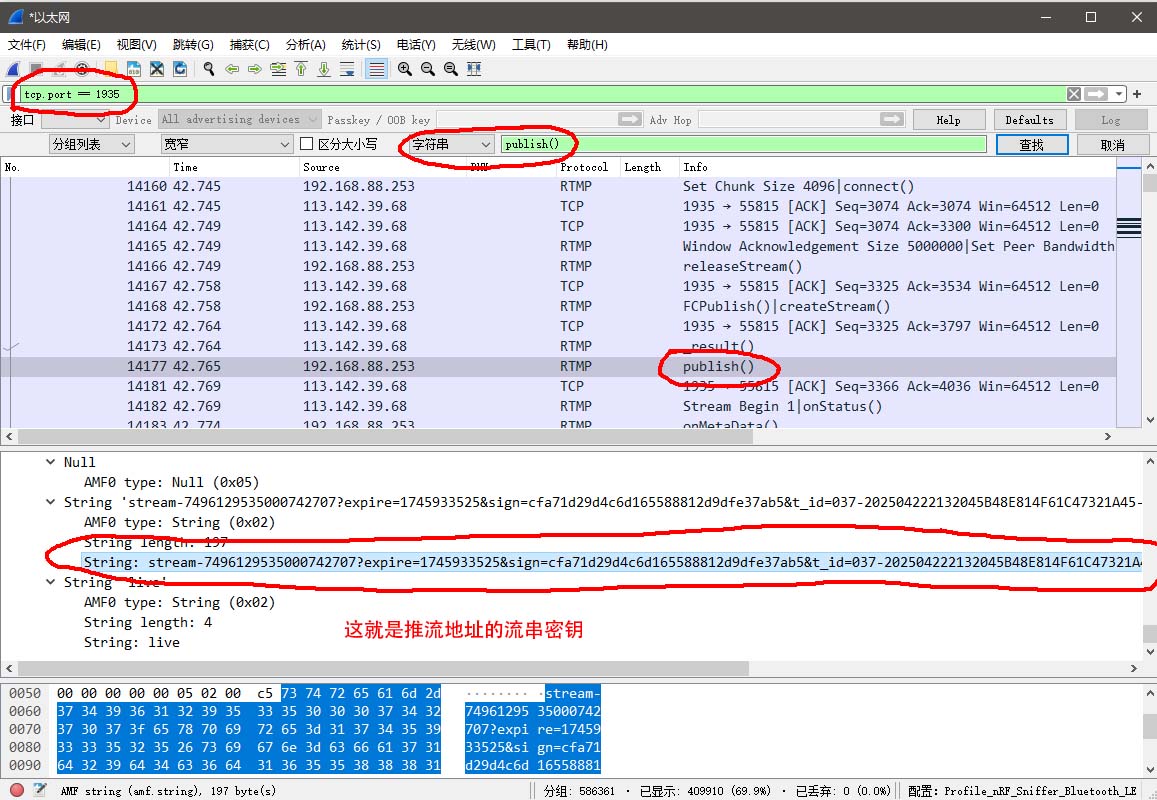 *以太网
文件(F) 编辑(E) 视图(V) 跳转(G) 捕获(C) 分析(A) 统计(S) 电话(Y) 无线(W) 工具(T) 帮助(H)
tcp.port == 1935
接口 Device All advertising devices Passkey / OOB key Adv Hop Help Defaults Log
分组列表 宽窄 区分大小写 字符串 publish() 查找 取消
No. Time Source Protocol Length Info
14160 42.745 192.168.88.253 RTMP Set Chunk Size 4096|connect()
14161 42.745 113.142.39.68 TCP 1935 → 55815 [ACK] Seq=3074 Ack=3074 Win=64512 Len=0
14164 42.749 113.142.39.68 TCP 1935 → 55815 [ACK] Seq=3074 Ack=3300 Win=64512 Len=0
14165 42.749 113.142.39.68 RTMP Window Acknowledgement Size 5000000|Set Peer Bandwidth
14166 42.749 192.168.88.253 RTMP releaseStream()
14167 42.758 113.142.39.68 TCP 1935 → 55815 [ACK] Seq=3325 Ack=3534 Win=64512 Len=0
14168 42.758 192.168.88.253 RTMP FCPublish()|createStream()
14172 42.764 113.142.39.68 TCP 1935 → 55815 [ACK] Seq=3325 Ack=3797 Win=64512 Len=0
14173 42.764 113.142.39.68 RTMP _result()
14177 42.765 192.168.88.253 RTMP publish()
14181 42.769 113.142.39.68 TCP 1935 → 55815 [ACK] Seq=3366 Ack=4036 Win=64512 Len=0
14182 42.769 113.142.39.68 RTMP Stream Begin 1|onStatus()
14183 42.774 192.168.88.253 RTMP onMetaData()
Null
AMF0 type: Null (0x05)
String 'stream-7496129535000742707?expire=1745933525&sign=cfa71d29d4c6d165588812d9dfe37ab5&t_id=037-202504222132045B48E814F61C47321A45-
AMF0 type: String (0x02)
String length: 197
String: stream-7496129535000742707?expire=1745933525&sign=cfa71d29d4c6d165588812d9dfe37ab5&t_id=037-202504222132045B48E814F61C47321A4
String 'live'
AMF0 type: String (0x02)
String length: 4
String: live
这就是推流地址的流串密钥
0050 00 00 00 00 00 05 02 00 c5 73 74 72 65 61 6d 2d ········ ·stream-
0060 37 34 39 36 31 32 39 35 33 35 30 30 30 37 34 32 74961295 35000742
0070 37 30 37 3f 65 78 70 69 72 65 3d 31 37 34 35 39 707?expi re=17459
0080 33 33 35 32 35 26 73 69 67 6e 3d 63 66 61 37 31 33525&si gn=cfa71
0090 64 32 39 64 34 63 36 64 31 36 35 35 38 38 38 31 d29d4c6d 16558881
AMF string (amf.string), 197 byte(s) 分组: 586361 · 已显示: 409910 (69.9%) · 已丢弃: 0 (0.0%) 配置: Profile_nRF_Sniffer_Bluetooth_LE